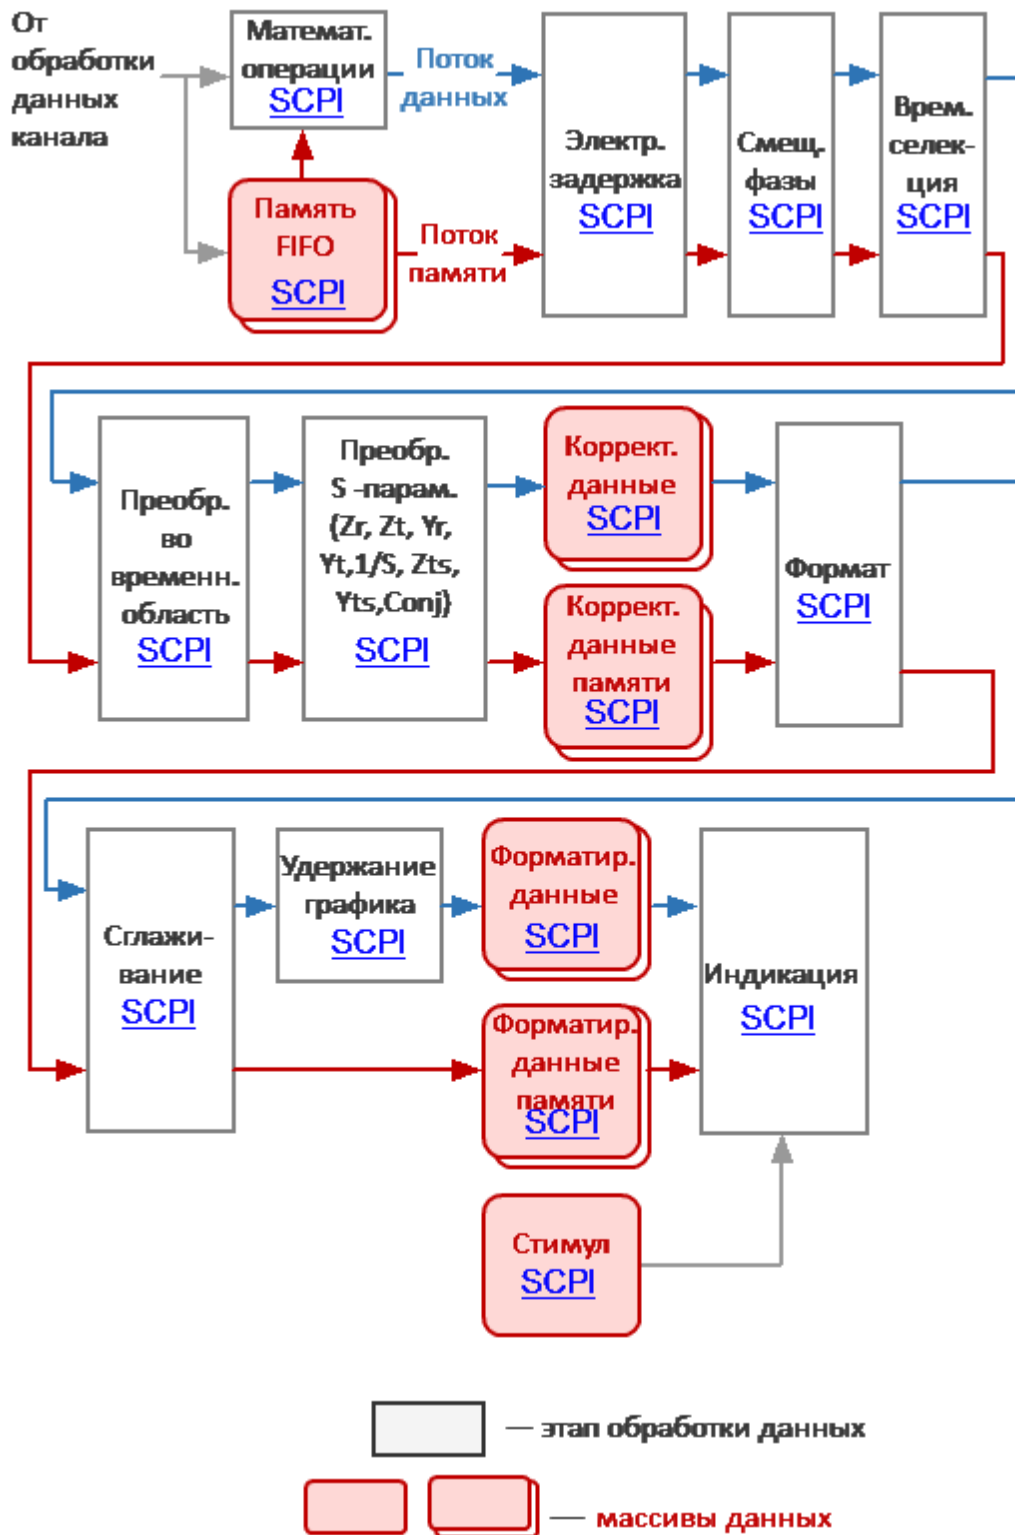 От
обработки
данных
канала
Математ.
операции
SCPI
Поток
данных
Память
FIFO
SCPI
Поток
памяти
Электр.
задержка
SCPI
Смещ.
фазы
SCPI
Врем.
селек-
ция
SCPI
Преобр.
во
временн.
область
SCPI
Преобр.
S -парам.
(Zr, Zt, Yr,
Yt,1/S, Zts,
Yts,Conj)
SCPI
Коррект.
данные
SCPI
Коррект.
данные
памяти
SCPI
Формат
SCPI
Сглажи-
вание
SCPI
Удержание
графика
SCPI
Форматир.
данные
SCPI
Форматир.
данные
памяти
SCPI
Индикация
SCPI
Стимул
SCPI
— этап обработки данных
— массивы данных